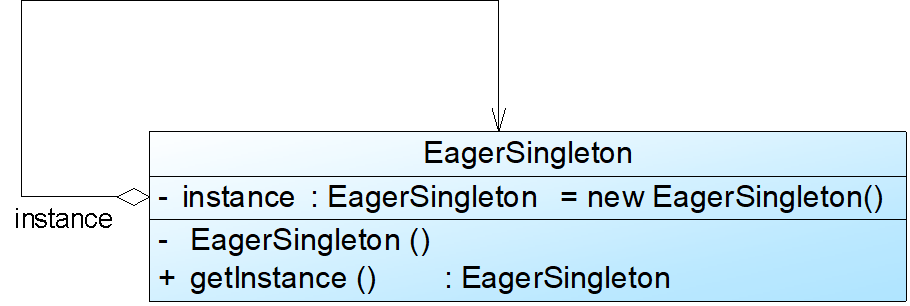 EagerSingleton
- instance : EagerSingleton = new EagerSingleton()
instance
- EagerSingleton ()
+ getInstance () : EagerSingleton